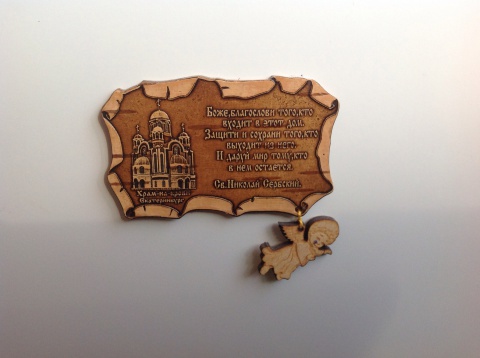 Боже, благослови того, кто
входит в этот дом.
Защити и сохрани того, кто
выходит из него.
И даруй мир тому, кто
в нем остается.
Св. Николай Сербский.
Храм-на крови
Екатеринбург